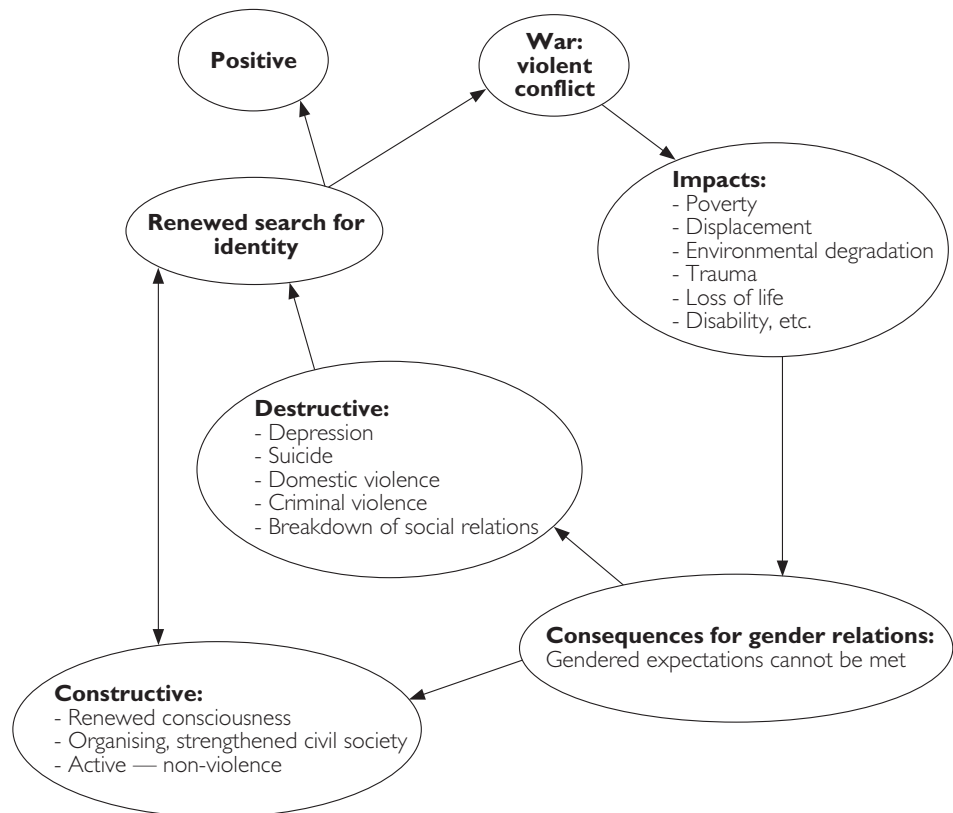 Positive
War:
violent
conflict
Impacts:
- Poverty
- Displacement
- Environmental degradation
- Trauma
- Loss of life
- Disability, etc.
Renewed search for
identity
Destructive:
- Depression
- Suicide
- Domestic violence
- Criminal violence
- Breakdown of social relations
Consequences for gender relations:
Gendered expectations cannot be met
Constructive:
- Renewed consciousness
- Organising, strengthened civil society
- Active — non-violence